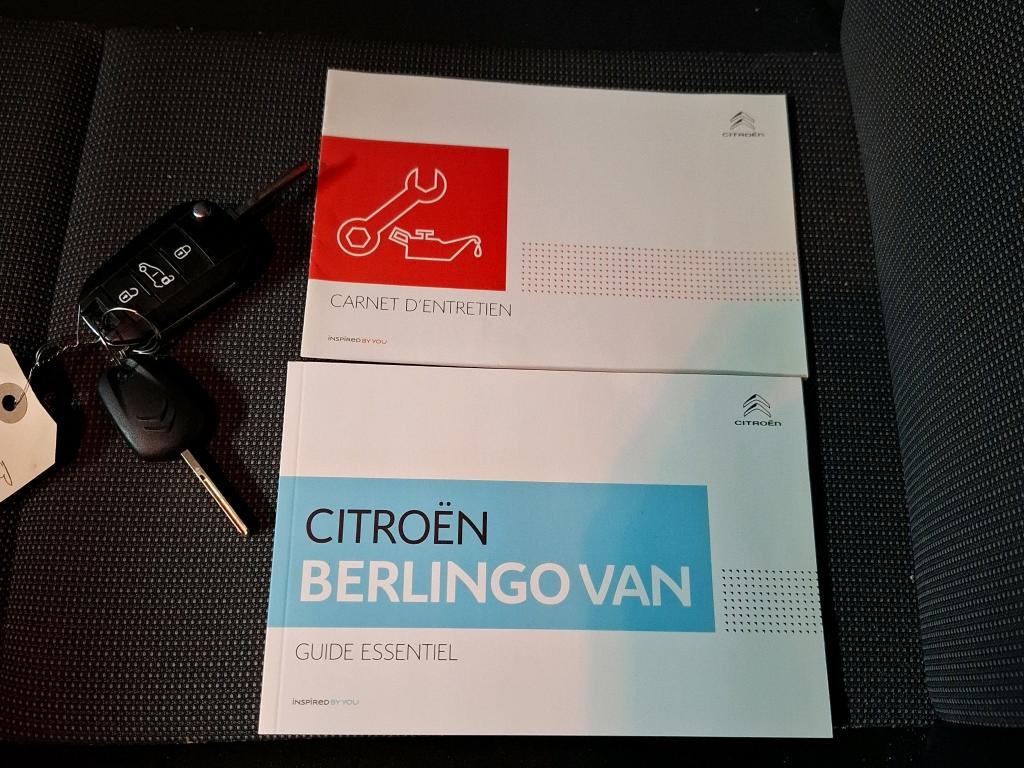 CITROËN
CARNET D'ENTRETIEN
INSPIRED BY YOU
CITROËN
CITROËN
BERLINGO VAN
GUIDE ESSENTIEL
INSPIRED BY YOU